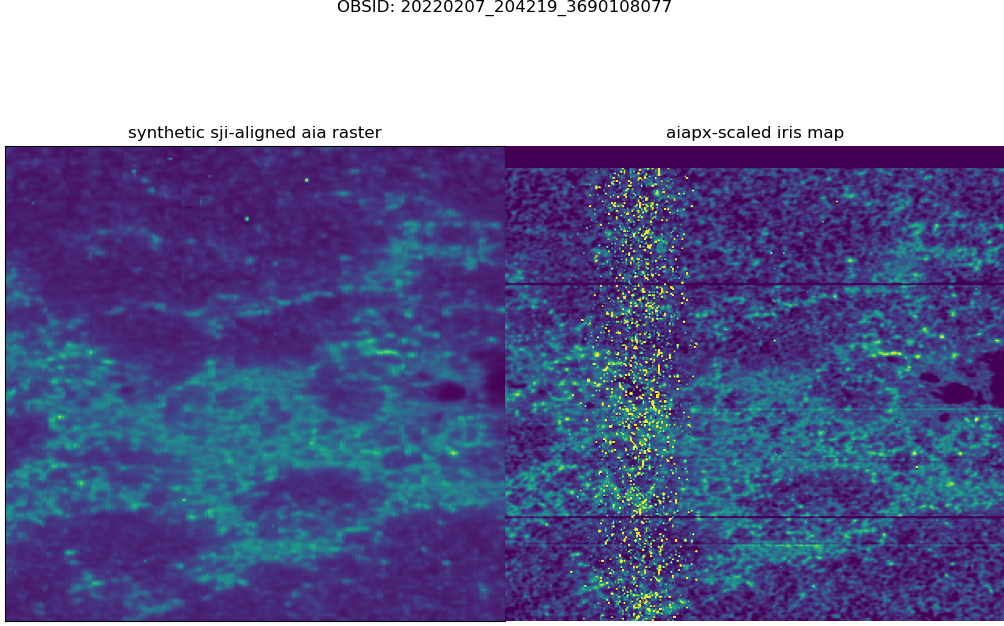 OBSID: 20220207_204219_3690108077
synthetic sji-aligned aia raster
aiapx-scaled iris map